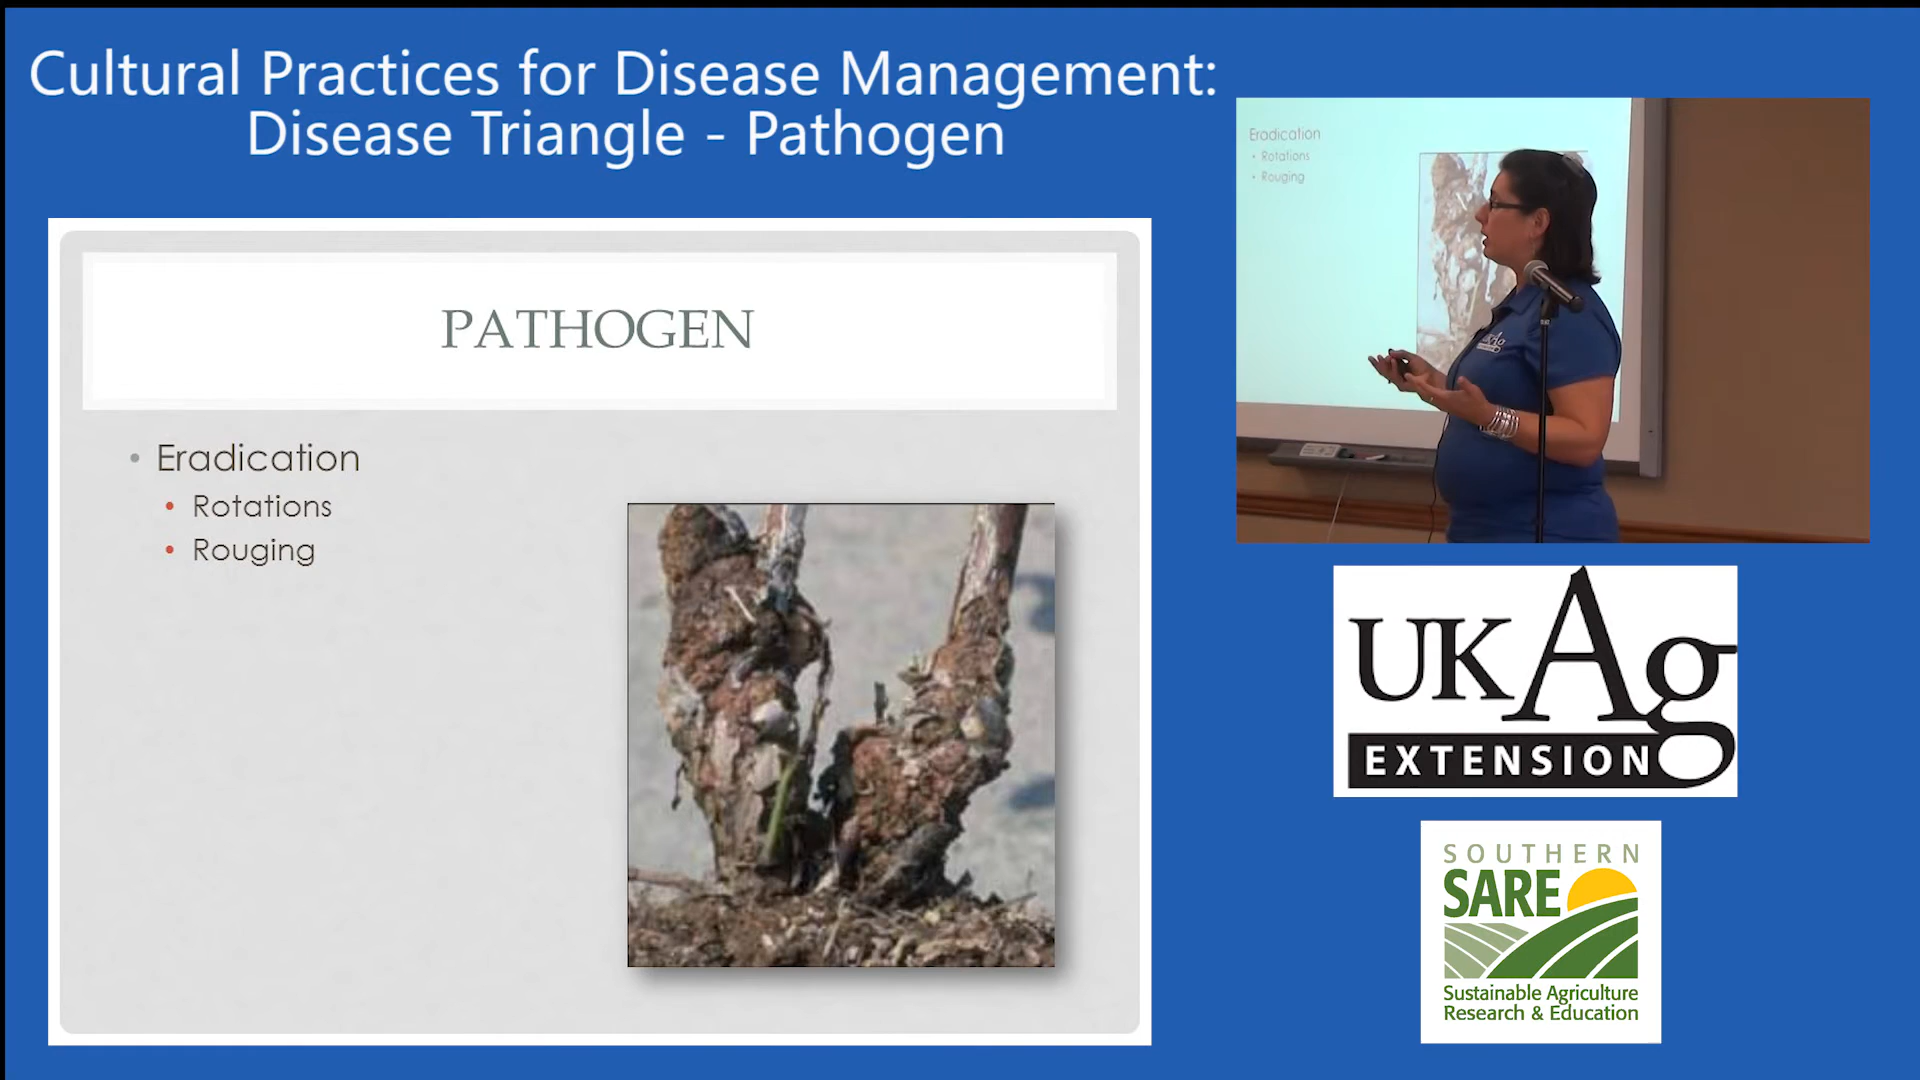 Cultural Practices for Disease Management:
Disease Triangle - Pathogen
PATHOGEN
• Eradication
• Rotations
• Rouging
Eradication
• Rotations
• Rouging
UKAg
UKAg
EXTENSION
SOUTHERN
SARE
Sustainable Agriculture
Research & Education